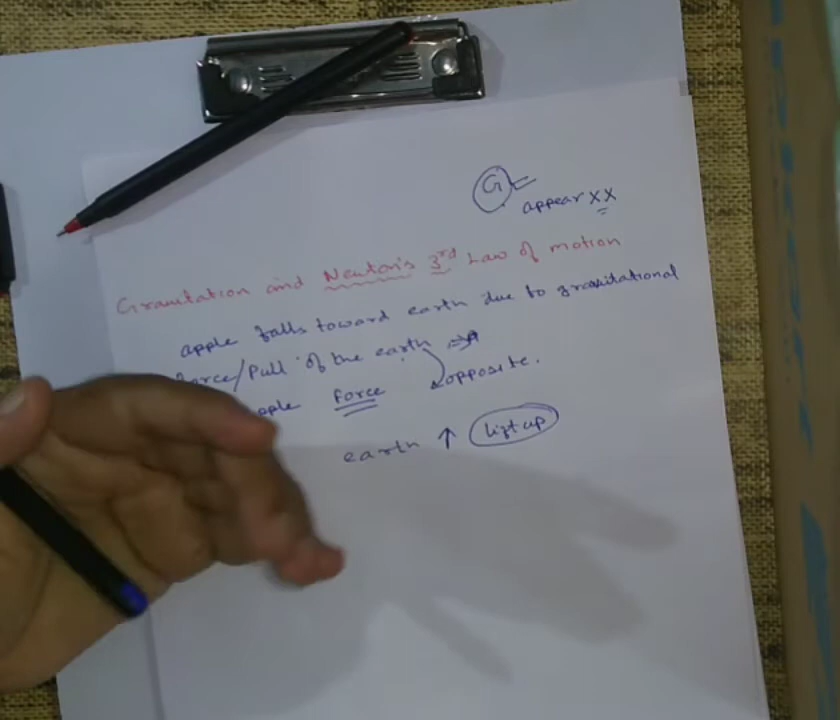 G
appear xx
Gravitation and Newton's 3rd Law of motion
apple falls toward earth due to gravitational
force/Pull of the earth
force opposite.
earth ↑ lift up